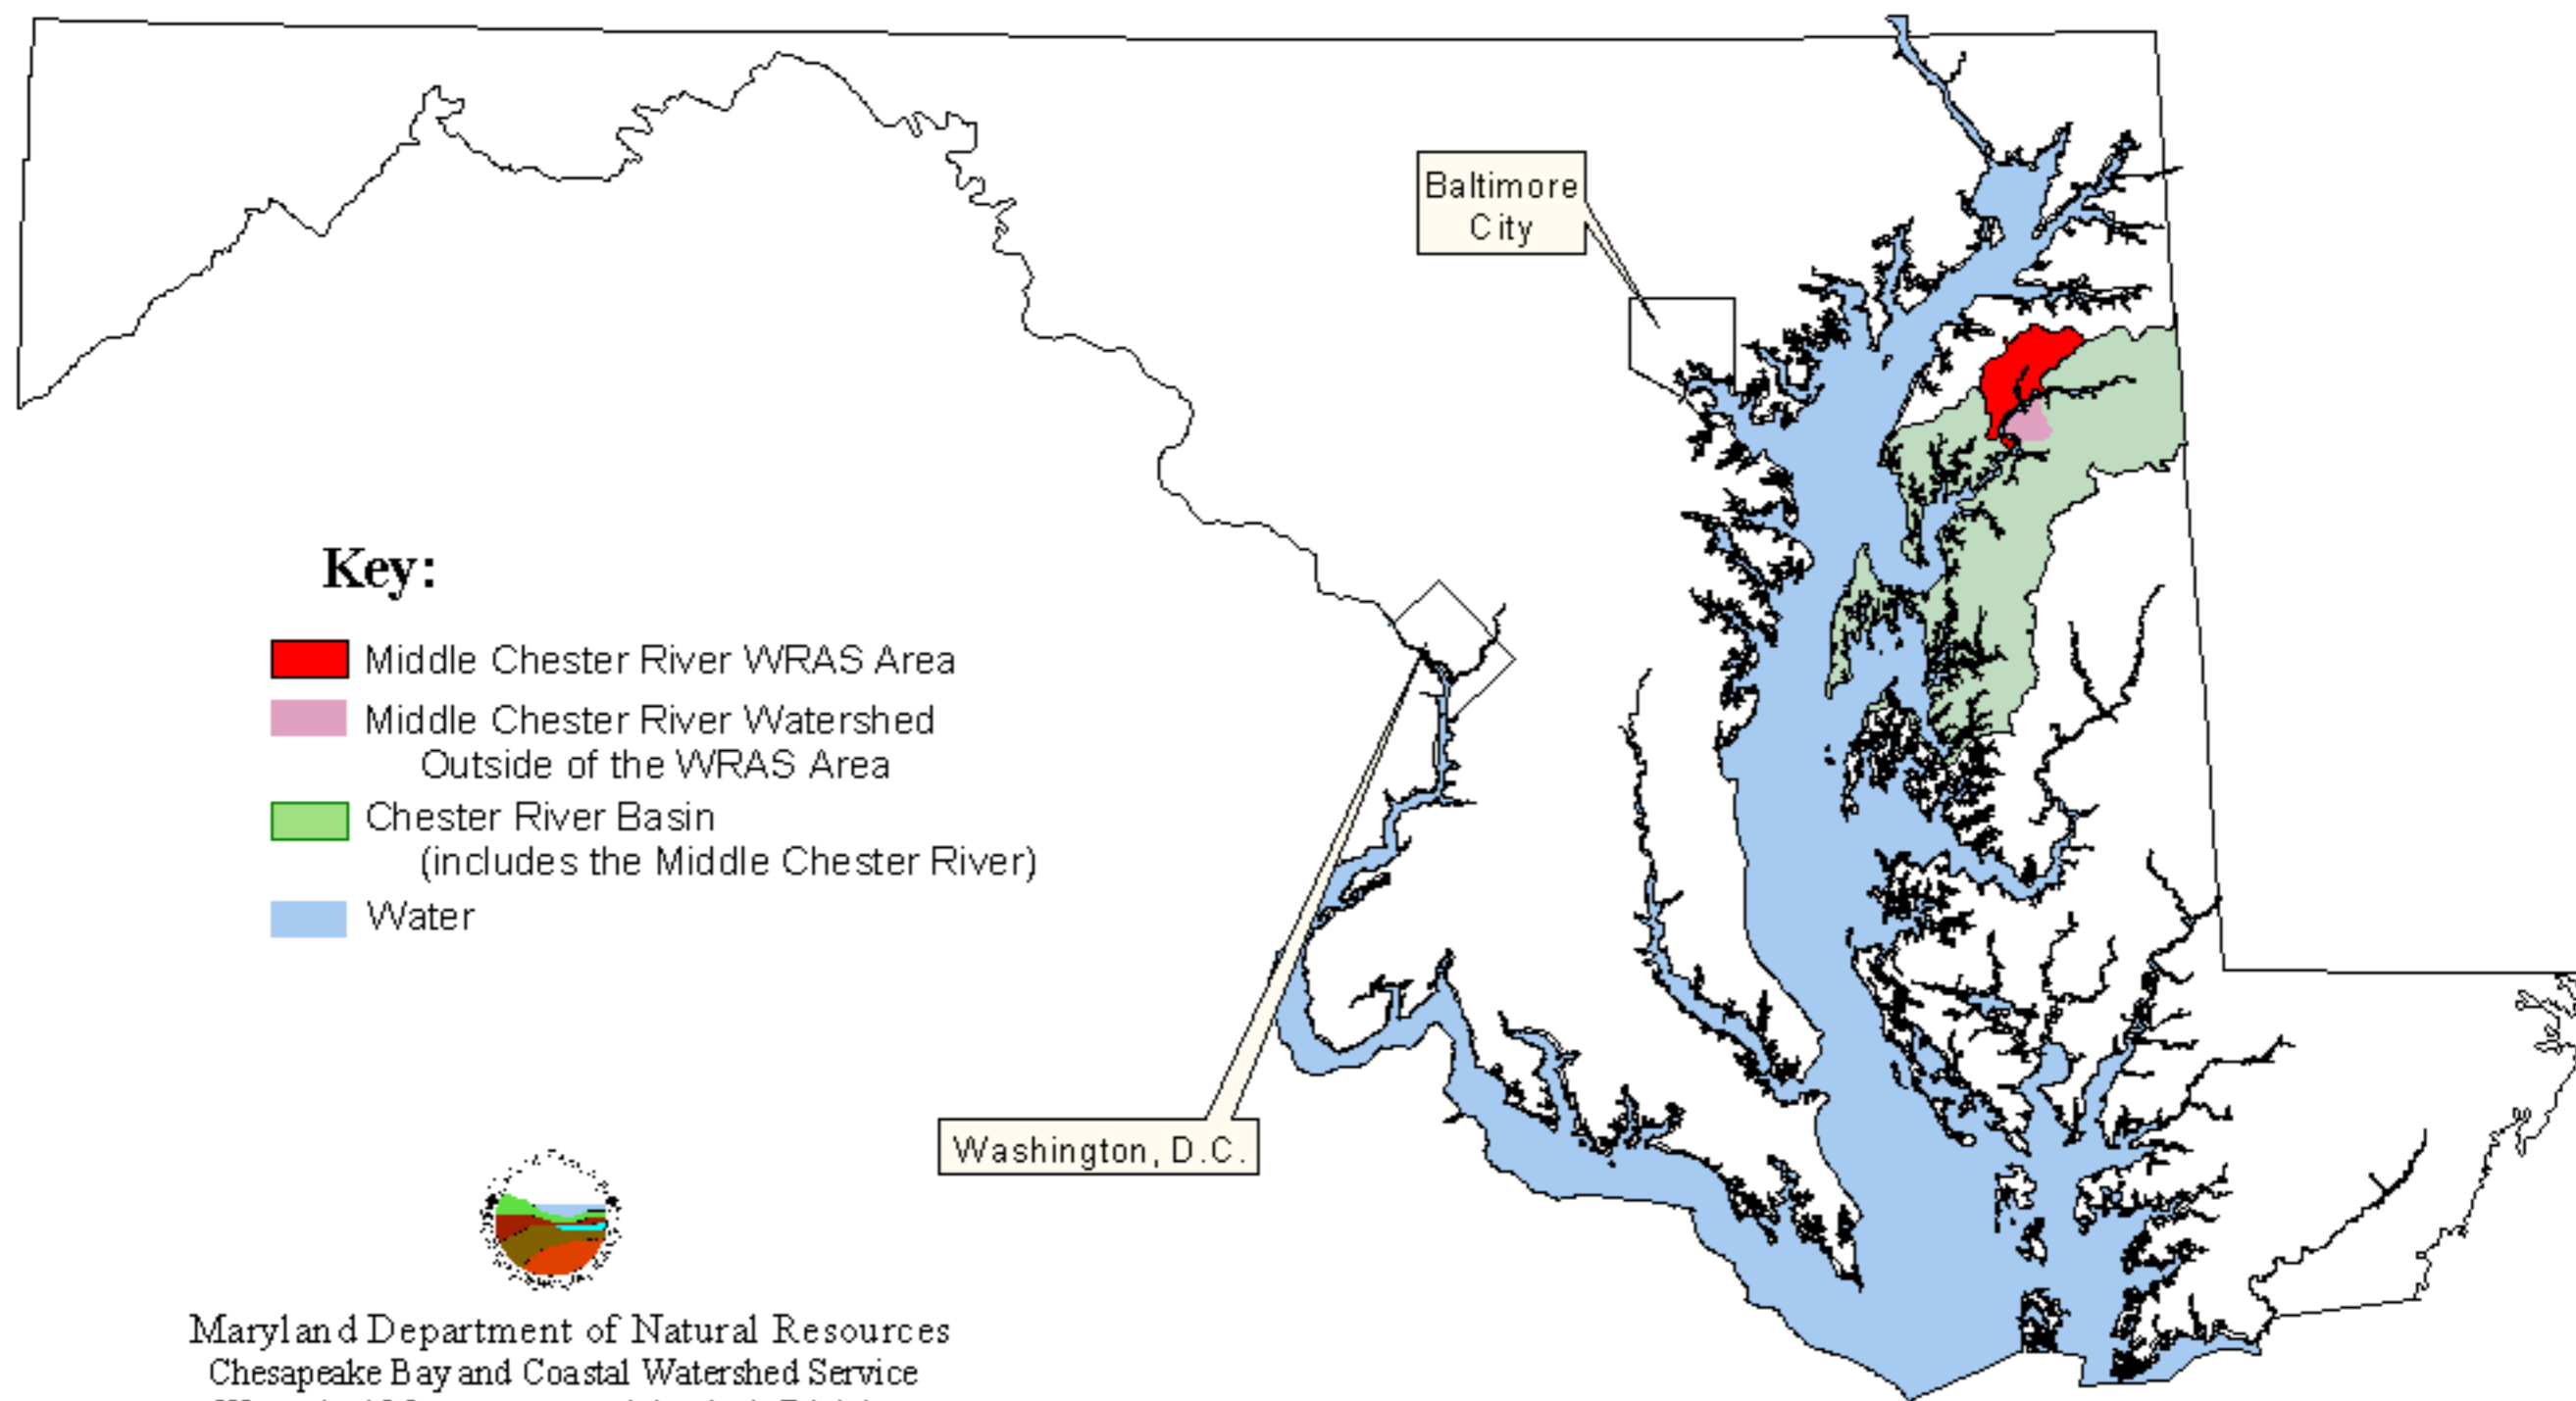 Baltimore
City
Key:
Middle Chester River WRAS Area
Middle Chester River Watershed
Outside of the WRAS Area
Chester River Basin
(includes the Middle Chester River)
Water
Washington, D.C.
Maryland Department of Natural Resources
Chesapeake Bay and Coastal Watershed Service